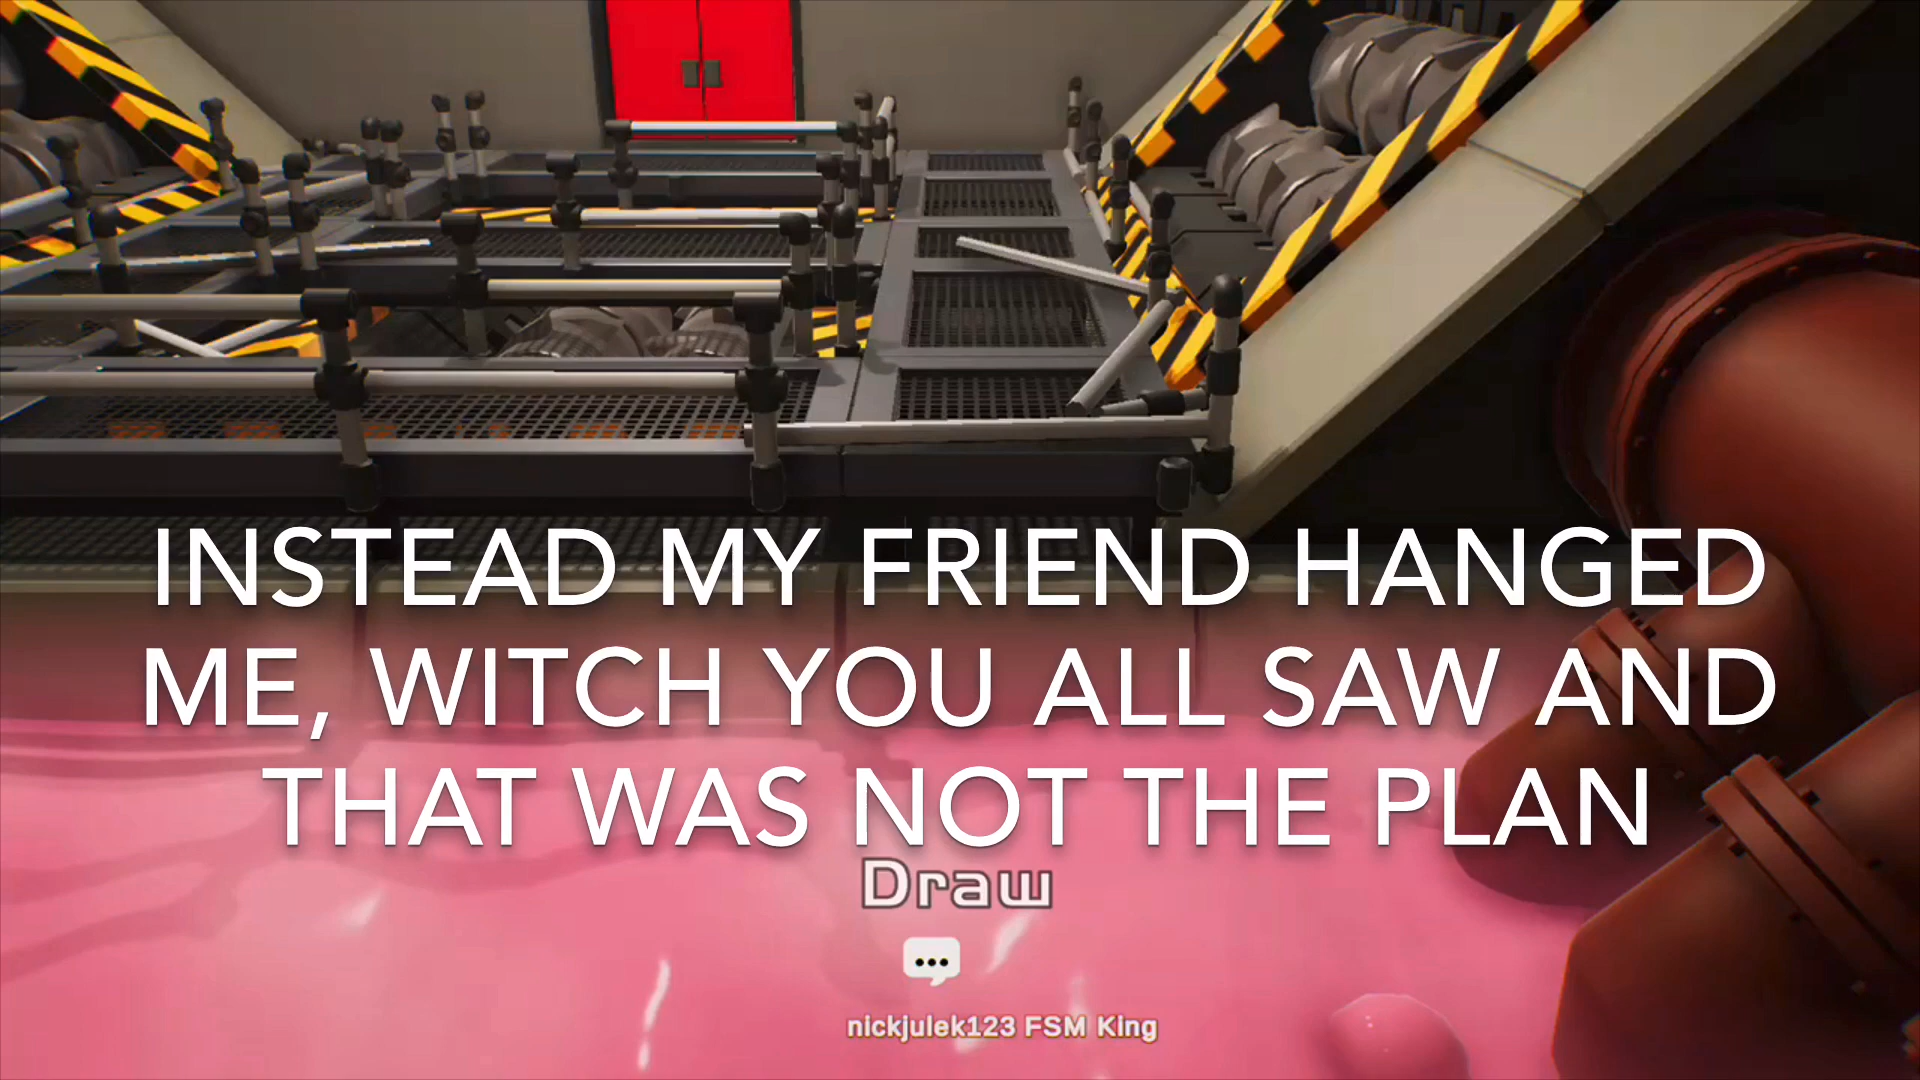 INSTEAD MY FRIEND HANGED
ME, WITCH YOU ALL SAW AND
THAT WAS NOT THE PLAN
Draw
nickjulek123 FSM King